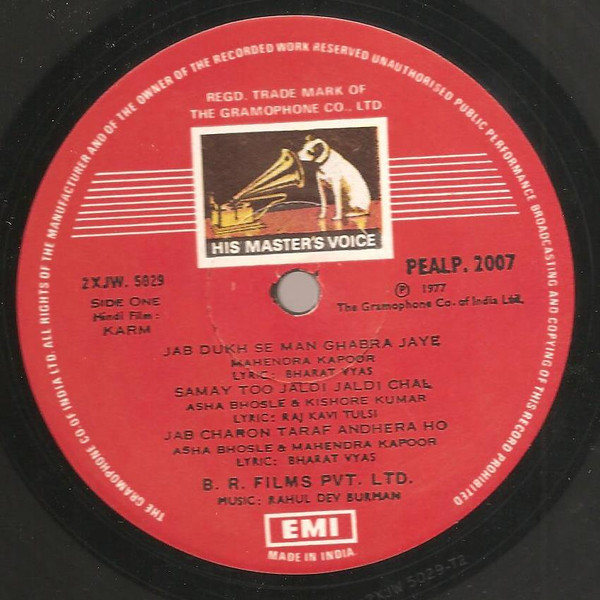 THE GRAMOPHONE CO OF INDIA LTD. ALL RIGHTS OF THE MANUFACTURER AND OF THE OWNER OF THE RECORDED WORK RESERVED UNAUTHORISED PUBLIC PERFORMANCE BROADCASTING AND COPYING OF THIS RECORD PROHIBITED
REGD. TRADE MARK OF
THE GRAMOPHONE CO., LTD
HIS MASTER'S VOICE
2XJW. 5029
PEALP. 2007
SIDE ONE
℗ 1977
Hindi Film :
The Gramophone Co. of India Ltd.
KARM
JAB DUKH SE MAN GHABRA JAYE
MAHENDRA KAPOOR
LYRIC: BHARAT VYAS
SAMAY TOO JALDI JALDI CHAL
ASHA BHOSLE & KISHORE KUMAR
LYRIC: RAJ KAVI TULSI
JAB CHARON TARAF ANDHERA HO
ASHA BHOSLE & MAHENDRA KAPOOR
LYRIC: BHARAT VYAS
B. R. FILMS PVT. LTD.
MUSIC: RAHUL DEV BURMAN
EMI
MADE IN INDIA.
2XJW 5029-T2